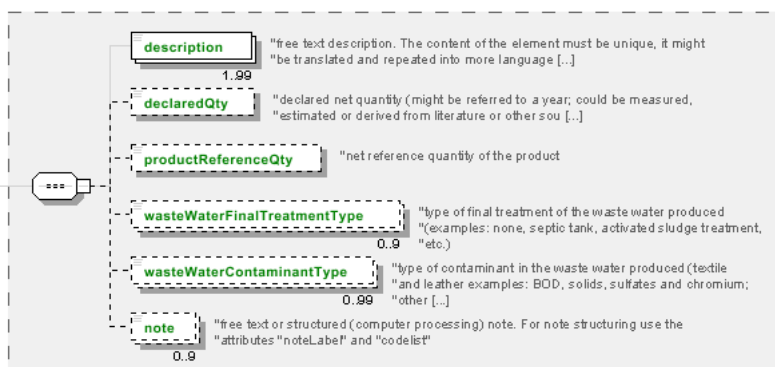 description
"free text description. The content of the element must be unique, it might
"be translated and repeated into more language [...]
1..99
declaredQty
"declared net quantity (might be referred to a year; could be measured,
"estimated or derived from literature or other sou [...]
productReferenceQty
"net reference quantity of the product
wasteWaterFinalTreatmentType
"type of final treatment of the waste water produced
"(examples: none, septic tank, activated sludge treatment,
"etc.)
0..9
wasteWaterContaminantType
"type of contaminant in the waste water produced (textile
"and leather examples: BOD, solids, sulfates and chromium;
"other [...]
0..99
note
"free text or structured (computer processing) note. For note structuring use the
"attributes "noteLabel" and "codelist"
0..9